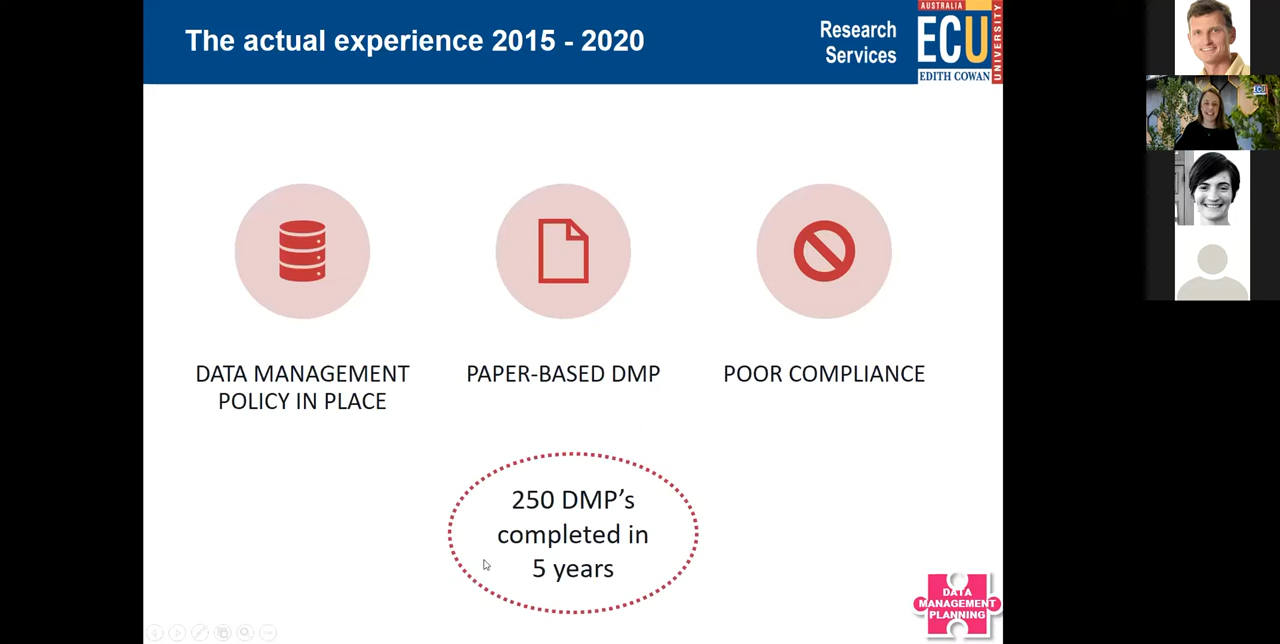 The actual experience 2015 - 2020
Research
Services
AUSTRALIA
ECU
UNIVERSITY
EDITH COWAN
ECU
DATA MANAGEMENT
POLICY IN PLACE
PAPER-BASED DMP
POOR COMPLIANCE
250 DMP’s
completed in
5 years
DATA
MANAGEMENT
PLANNING